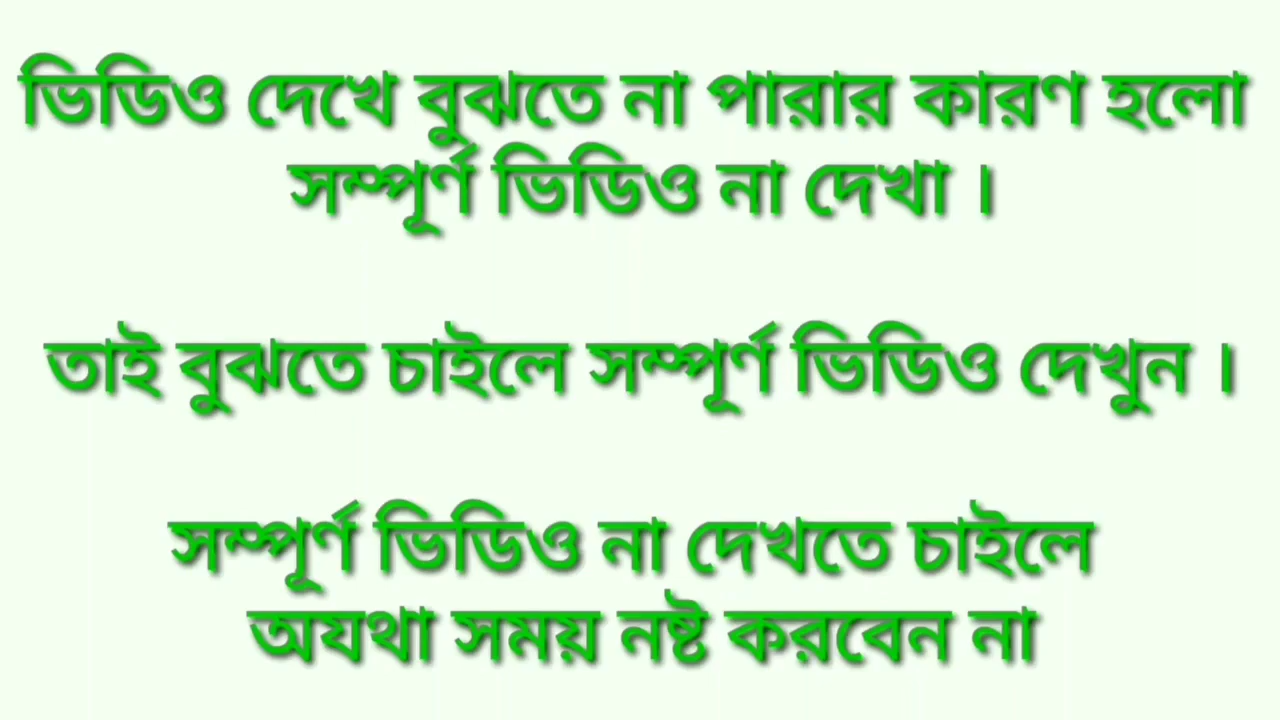 ভিডিও দেখে বুঝতে না পারার কারণ হলো
সম্পূর্ণ ভিডিও না দেখা ।
তাই বুঝতে চাইলে সম্পূর্ণ ভিডিও দেখুন ।
সম্পূর্ণ ভিডিও না দেখতে চাইলে
অযথা সময় নষ্ট করবেন না